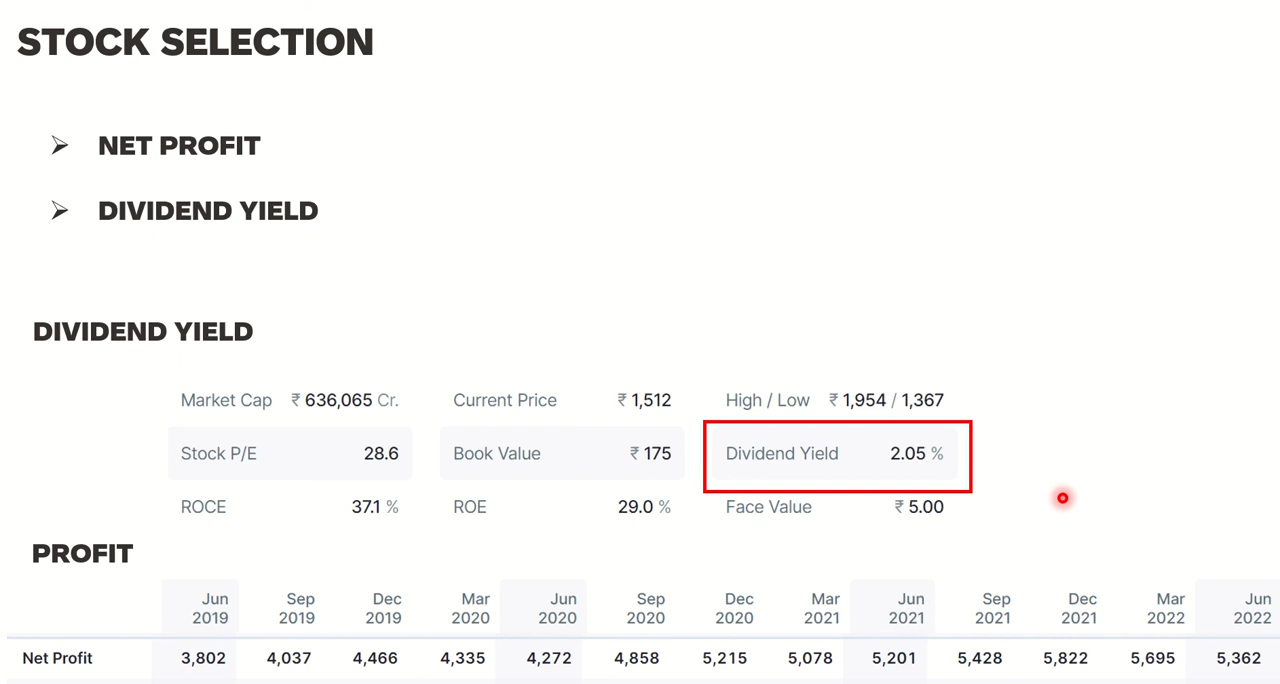 STOCK SELECTION
➢ NET PROFIT
➢ DIVIDEND YIELD
DIVIDEND YIELD
Market Cap ₹ 636,065 Cr. Current Price ₹ 1,512 High / Low ₹ 1,954 / 1,367
Stock P/E 28.6 Book Value ₹ 175 Dividend Yield 2.05 %
ROCE 37.1 % ROE 29.0 % Face Value ₹ 5.00
PROFIT
Jun Sep Dec Mar Jun Sep Dec Mar Jun Sep Dec Mar Jun
2019 2019 2019 2020 2020 2020 2020 2021 2021 2021 2021 2022 2022
Net Profit 3,802 4,037 4,466 4,335 4,272 4,858 5,215 5,078 5,201 5,428 5,822 5,695 5,362